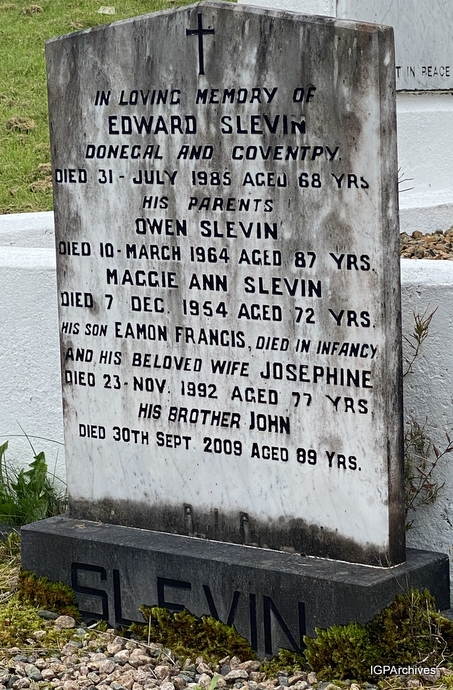 IN LOVING MEMORY OF
EDWARD SLEVIN
DONEGAL AND COVENTRY.
DIED 31 - JULY 1985 AGED 68 YRS
HIS PARENTS
OWEN SLEVIN
DIED 10 - MARCH 1964 AGED 87 YRS.
MAGGIE ANN SLEVIN
DIED 7 DEC. 1954 AGED 72 YRS.
HIS SON EAMON FRANCIS, DIED IN INFANCY
AND HIS BELOVED WIFE JOSEPHINE
DIED 23 - NOV. 1992 AGED 77 YRS.
HIS BROTHER JOHN
DIED 30TH SEPT. 2009 AGED 89 YRS.
SLEVIN
T IN PEACE
IGPArchives